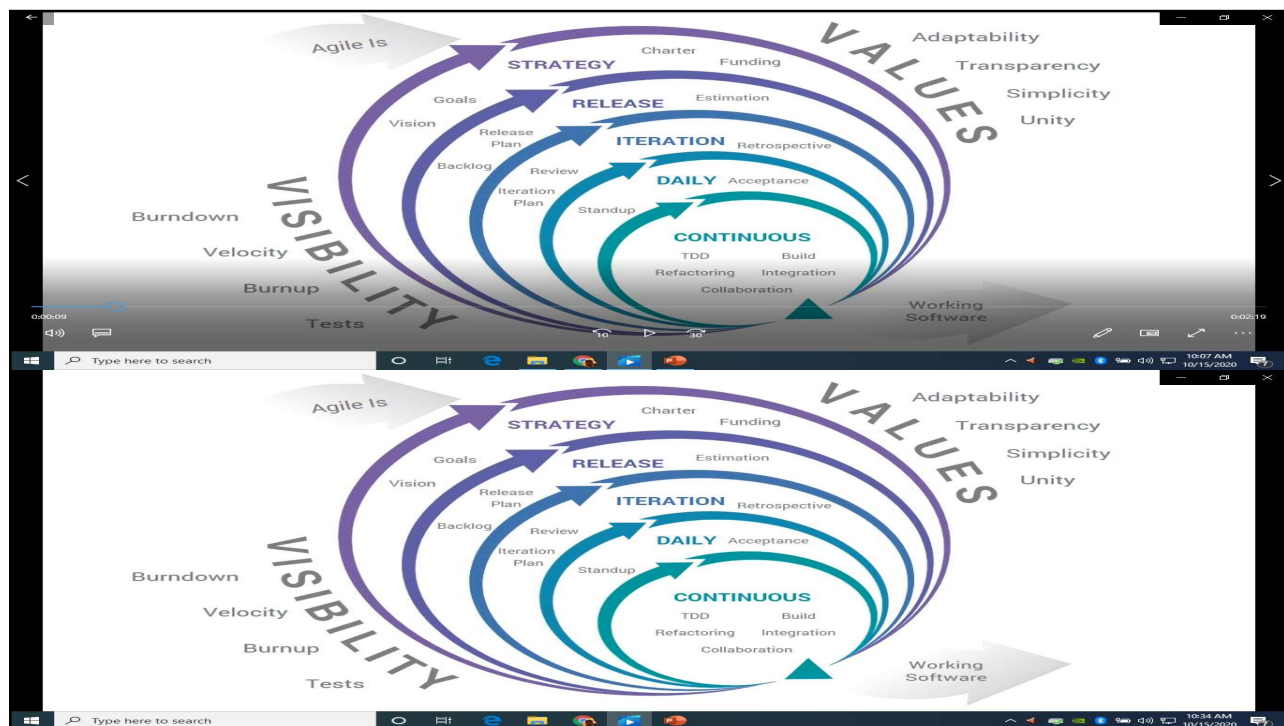 Agile Is
VALUES
Adaptability
Transparency
Simplicity
Unity
STRATEGY
Charter
Funding
Goals
Vision
RELEASE
Estimation
Release
Plan
Backlog
ITERATION
Retrospective
Review
Iteration
Plan
DAILY
Acceptance
Standup
CONTINUOUS
TDD
Build
Refactoring
Integration
Collaboration
VISIBILITY
Burndown
Velocity
Burnup
Tests
Working
Software
0:00:09
0:02:19
10
30
Type here to search
10:07 AM
10/15/2020
Agile Is
VALUES
Adaptability
Transparency
Simplicity
Unity
STRATEGY
Charter
Funding
Goals
Vision
RELEASE
Estimation
Release
Plan
Backlog
ITERATION
Retrospective
Review
Iteration
Plan
DAILY
Acceptance
Standup
CONTINUOUS
TDD
Build
Refactoring
Integration
Collaboration
VISIBILITY
Burndown
Velocity
Burnup
Tests
Working
Software
Type here to search
10:34 AM
10/15/2020